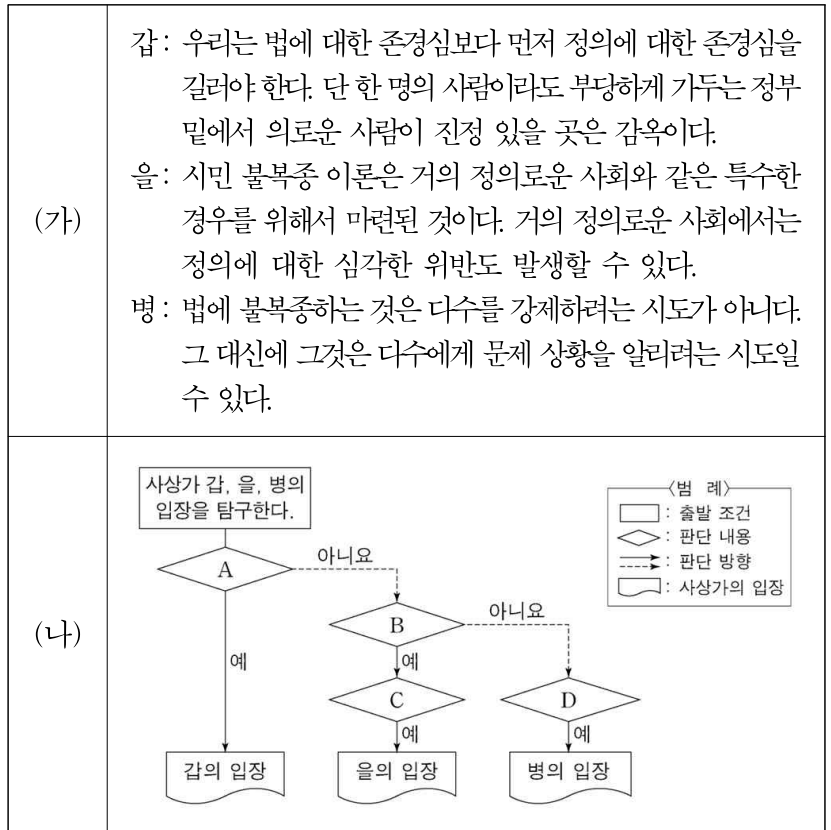 (가)
갑: 우리는 법에 대한 존경심보다 먼저 정의에 대한 존경심을
길러야 한다. 단 한 명의 사람이라도 부당하게 가두는 정부
밑에서 의로운 사람이 진정 있을 곳은 감옥이다.
을: 시민 불복종 이론은 거의 정의로운 사회와 같은 특수한
경우를 위해서 마련된 것이다. 거의 정의로운 사회에서는
정의에 대한 심각한 위반도 발생할 수 있다.
병: 법에 불복종하는 것은 다수를 강제하려는 시도가 아니다.
그 대신에 그것은 다수에게 문제 상황을 알리려는 시도일
수 있다.
(나)
사상가 갑, 을, 병의
입장을 탐구한다.
A
아니요
B
아니요
예
예
C
D
예
예
갑의 입장
을의 입장
병의 입장
〈범 례〉
: 출발 조건
: 판단 내용
: 판단 방향
: 사상가의 입장